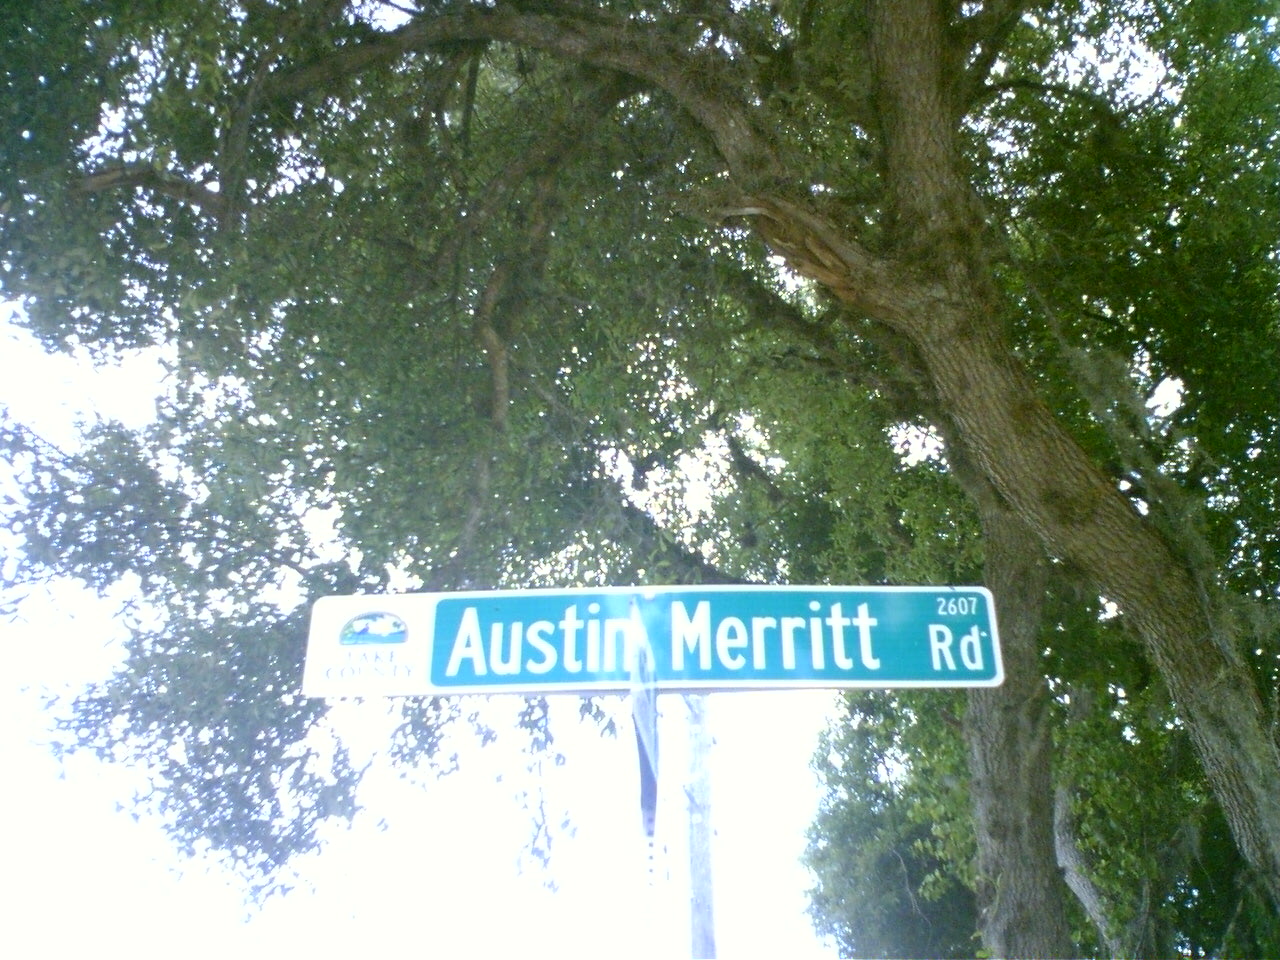 LAKE
COUNTY
Austin Merritt Rd
2607